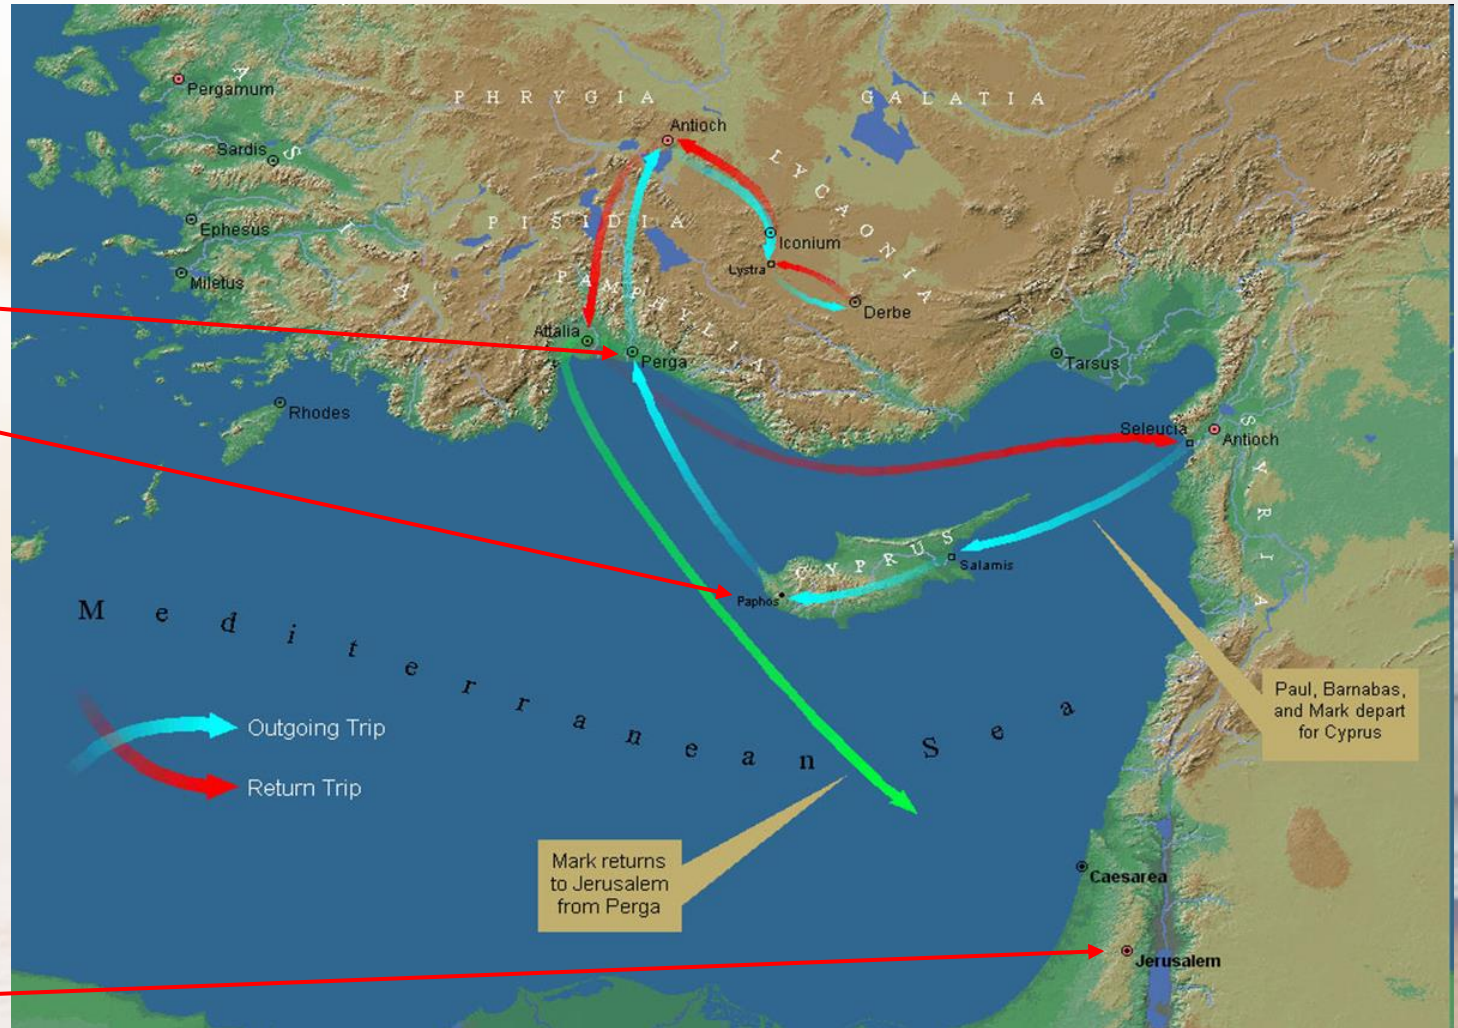 Pergamum
PHRYGIA
GALATIA
Antioch
Sardis
ASIA
LYCAONIA
PISIDIA
Ephesus
Iconium
Lystra
Miletus
PAMPHYLIA
Derbe
Attalia
Perga
Tarsus
Rhodes
Seleucia
Antioch
SYRIA
CYPRUS
Salamis
Paphos
Mediterranean Sea
Paul, Barnabas,
and Mark depart
for Cyprus
Outgoing Trip
Return Trip
Mark returns
to Jerusalem
from Perga
Caesarea
Jerusalem